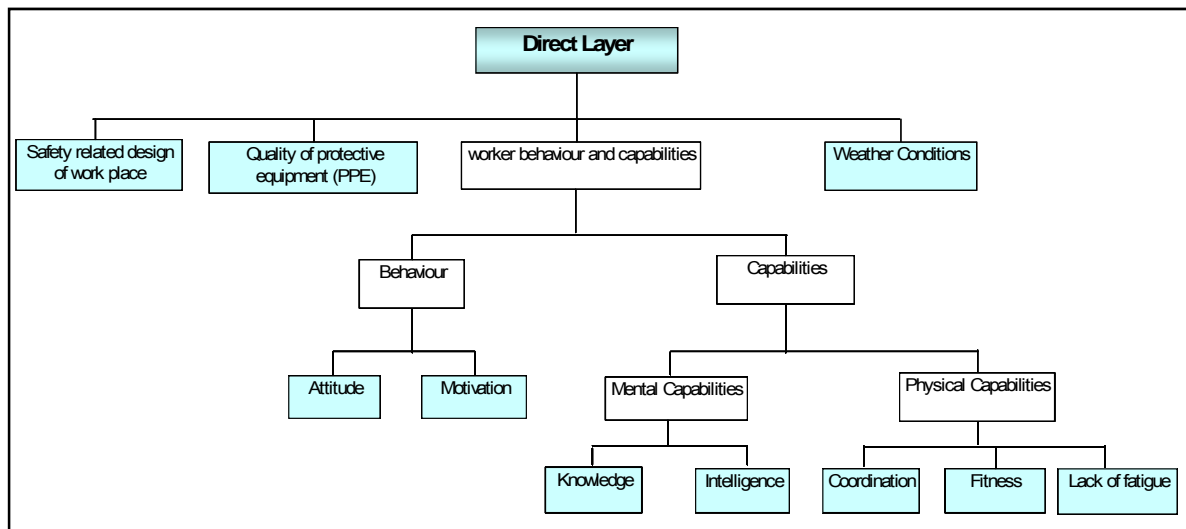 Direct Layer
Safety related design
of work place
Quality of protective
equipment (PPE)
worker behaviour and capabilities
Weather Conditions
Behaviour
Capabilities
Attitude
Motivation
Mental Capabilities
Physical Capabilities
Knowledge
Intelligence
Coordination
Fitness
Lack of fatigue